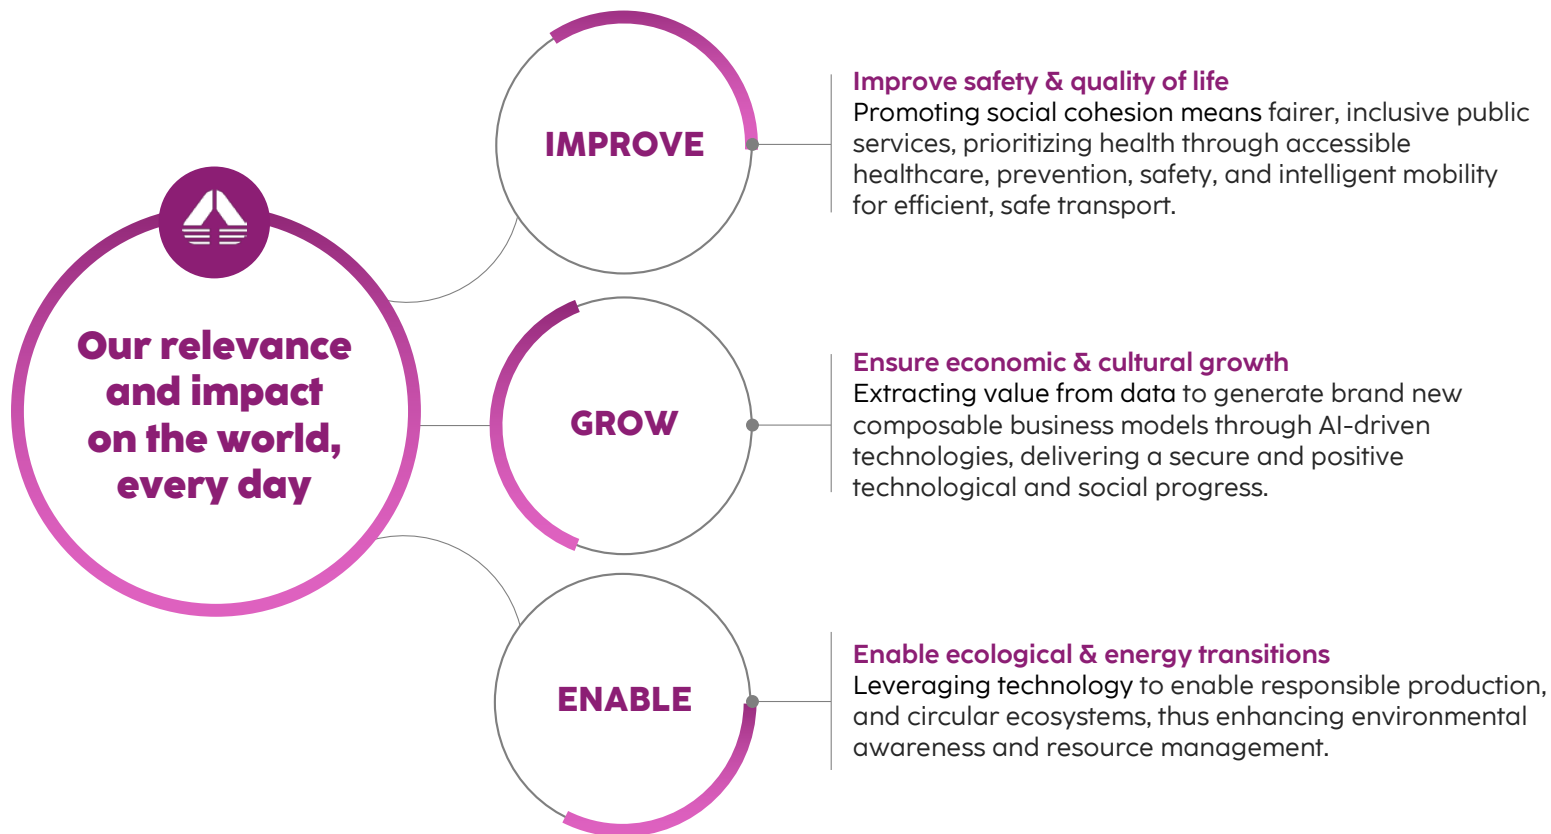 Our relevance
and impact
on the world,
every day
IMPROVE
Improve safety & quality of life
Promoting social cohesion means fairer, inclusive public
services, prioritizing health through accessible
healthcare, prevention, safety, and intelligent mobility
for efficient, safe transport.
GROW
Ensure economic & cultural growth
Extracting value from data to generate brand new
composable business models through AI-driven
technologies, delivering a secure and positive
technological and social progress.
ENABLE
Enable ecological & energy transitions
Leveraging technology to enable responsible production,
and circular ecosystems, thus enhancing environmental
awareness and resource management.